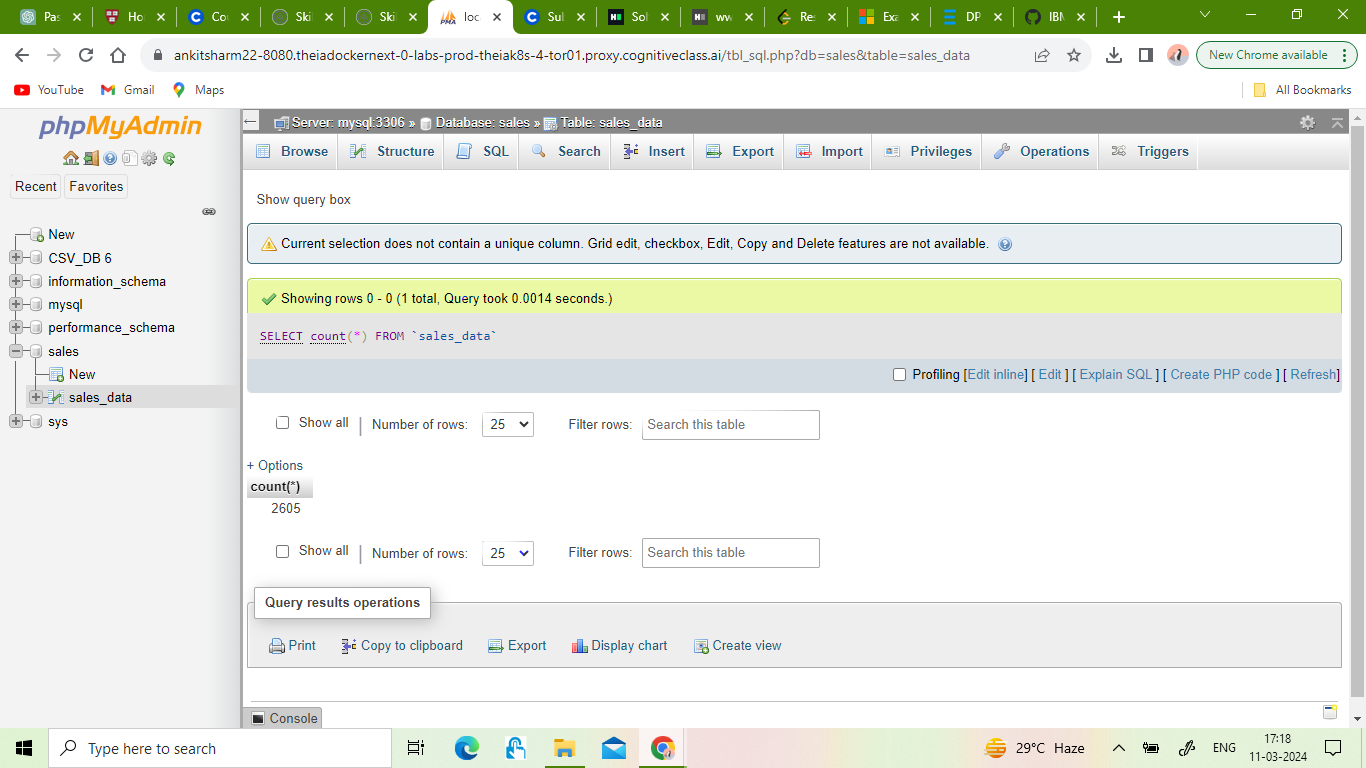 Pas
Ho
Cou
Skil
Skil
loc
Sul
Sol
ww
Res
Exa
DP
IBM
ankitsharm22-8080.theiadockernext-0-labs-prod-theiak8s-4-tor01.proxy.cognitiveclass.ai/tbl_sql.php?db=sales&table=sales_data
New Chrome available
YouTube
Gmail
Maps
All Bookmarks
phpMyAdmin
Recent
Favorites
New
CSV_DB 6
information_schema
mysql
performance_schema
sales
New
sales_data
sys
Server: mysql:3306 » Database: sales » Table: sales_data
Browse
Structure
SQL
Search
Insert
Export
Import
Privileges
Operations
Triggers
Show query box
Current selection does not contain a unique column. Grid edit, checkbox, Edit, Copy and Delete features are not available.
Showing rows 0 - 0 (1 total, Query took 0.0014 seconds.)
SELECT count(*) FROM `sales_data`
Profiling [Edit inline] [ Edit ] [ Explain SQL ] [ Create PHP code ] [ Refresh]
Show all | Number of rows: 25 Filter rows: Search this table
+ Options
count(*)
2605
Show all | Number of rows: 25 Filter rows: Search this table
Query results operations
Print
Copy to clipboard
Export
Display chart
Create view
Console
Type here to search
29°C Haze
ENG
17:18
11-03-2024